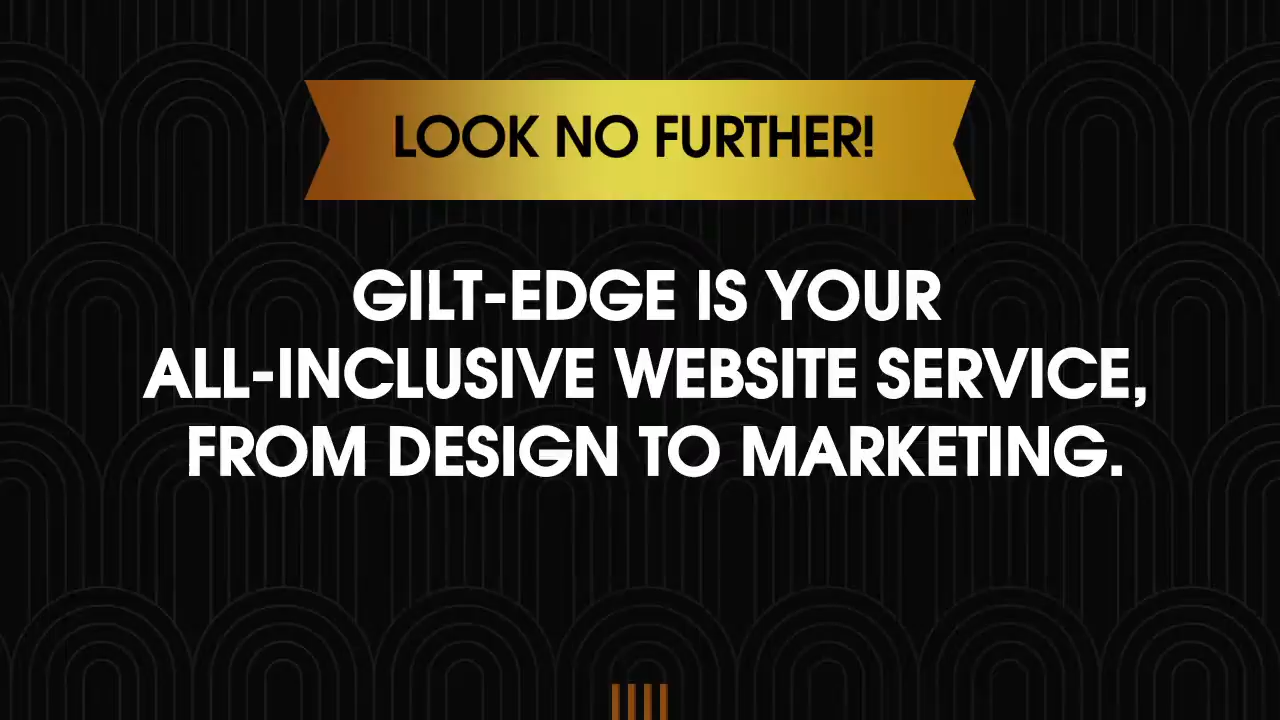 LOOK NO FURTHER!
GILT-EDGE IS YOUR
ALL-INCLUSIVE WEBSITE SERVICE,
FROM DESIGN TO MARKETING.